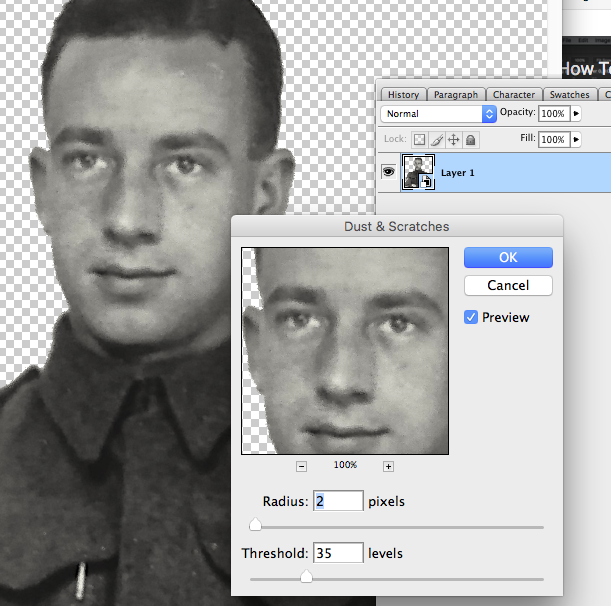 How T
History Paragraph Character Swatches
Normal Opacity: 100%
Lock: Fill: 100%
Layer 1
Dust & Scratches
OK
Cancel
Preview
100%
Radius: 2 pixels
Threshold: 35 levels